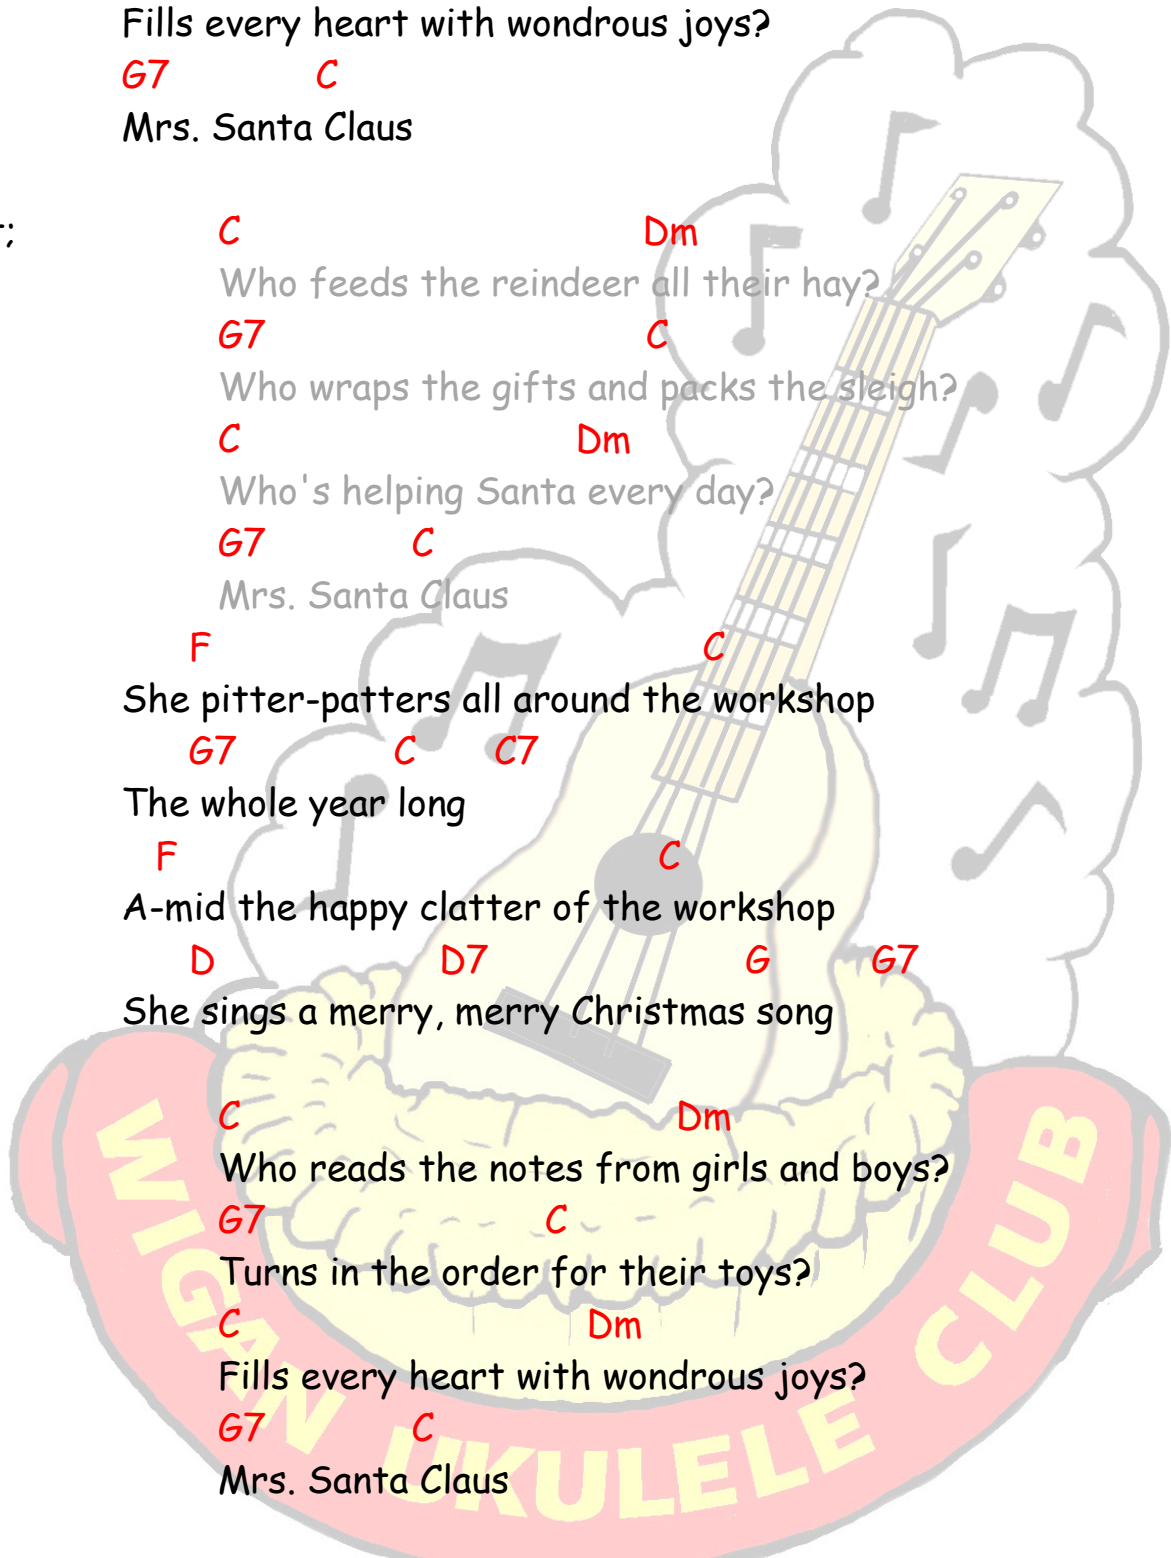 Fills every heart with wondrous joys?
G7 C
Mrs. Santa Claus
;
C Dm
Who feeds the reindeer all their hay?
G7 C
Who wraps the gifts and packs the sleigh?
C Dm
Who's helping Santa every day?
G7 C
Mrs. Santa Claus
F C
She pitter-patters all around the workshop
G7 C C7
The whole year long
F C
A-mid the happy clatter of the workshop
D D7 G G7
She sings a merry, merry Christmas song
C Dm
Who reads the notes from girls and boys?
G7 C
Turns in the order for their toys?
C Dm
Fills every heart with wondrous joys?
G7 C
Mrs. Santa Claus
WIGAN UKULELE CLUB